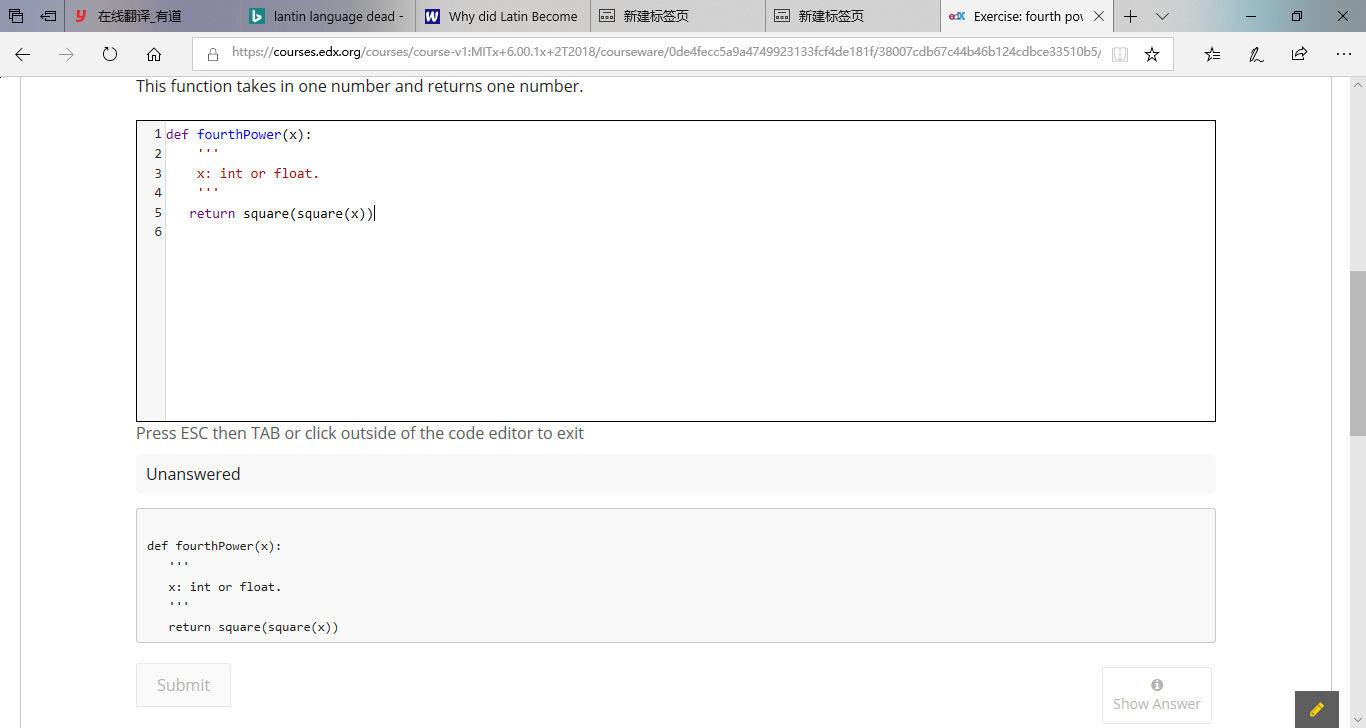 在线翻译_有道
lantin language dead -
Why did Latin Become
新建标签页
新建标签页
edX Exercise: fourth pov
https://courses.edx.org/courses/course-v1:MITx+6.00.1x+2T2018/courseware/0de4fecc5a9a4749923133fcf4de181f/38007cdb67c44b46b124cdbce33510b5/
This function takes in one number and returns one number.
1 def fourthPower(x):
2 '''
3 x: int or float.
4 '''
5 return square(square(x))
6
Press ESC then TAB or click outside of the code editor to exit
Unanswered
def fourthPower(x):
'''
x: int or float.
'''
return square(square(x))
Submit
Show Answer